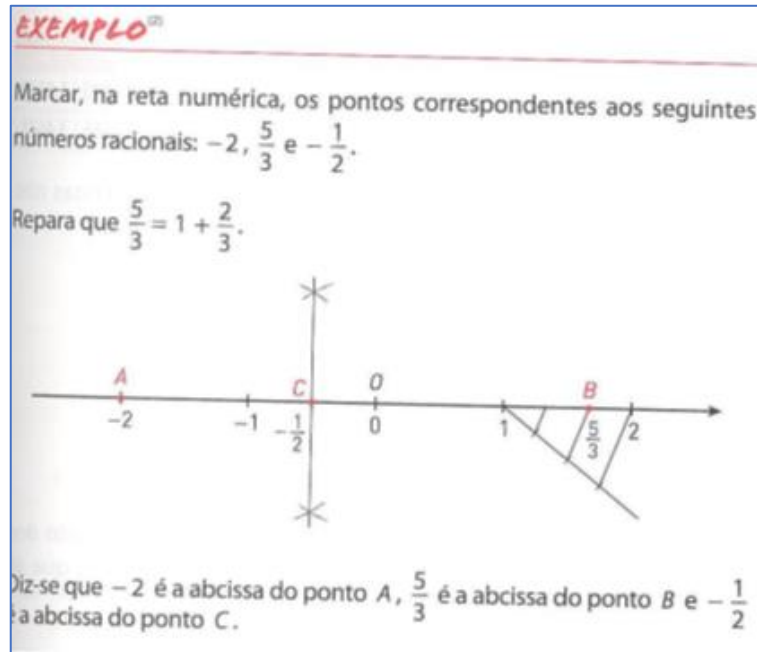 EXEMPLO
Marcar, na reta numérica, os pontos correspondentes aos seguintes
números racionais: −2, 5/3 e −1/2.
Repara que 5/3 = 1 + 2/3.
A C O B
−2 −1 −1/2 0 1 5/3 2
Diz-se que −2 é a abcissa do ponto A, 5/3 é a abcissa do ponto B e −1/2
é a abcissa do ponto C.